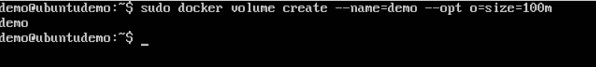 demo@ubuntudemo:~$ sudo docker volume create --name=demo --opt o=size=100m
demo
demo@ubuntudemo:~$ _